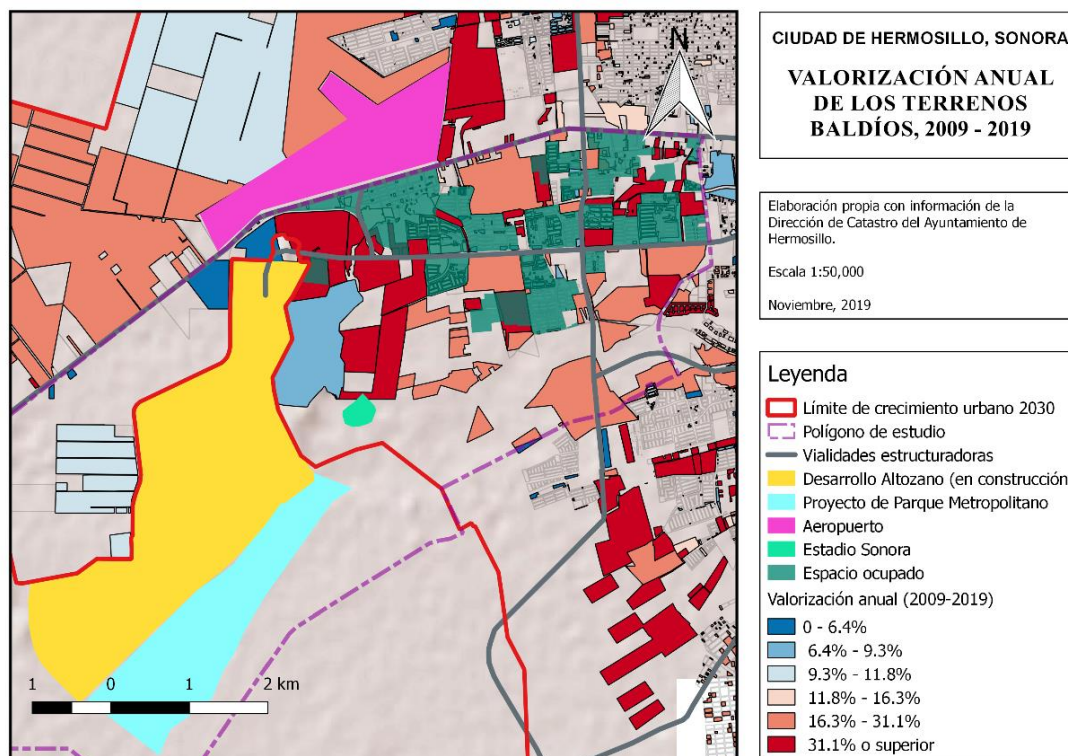 N
CIUDAD DE HERMOSILLO, SONORA
VALORIZACIÓN ANUAL
DE LOS TERRENOS
BALDÍOS, 2009 - 2019
Elaboración propia con información de la
Dirección de Catastro del Ayuntamiento de
Hermosillo.
Escala 1:50,000
Noviembre, 2019
Leyenda
Límite de crecimiento urbano 2030
Polígono de estudio
Vialidades estructuradoras
Desarrollo Altozano (en construcción
Proyecto de Parque Metropolitano
Aeropuerto
Estadio Sonora
Espacio ocupado
Valorización anual (2009-2019)
0 - 6.4%
6.4% - 9.3%
9.3% - 11.8%
11.8% - 16.3%
16.3% - 31.1%
31.1% o superior
1 0 1 2 km